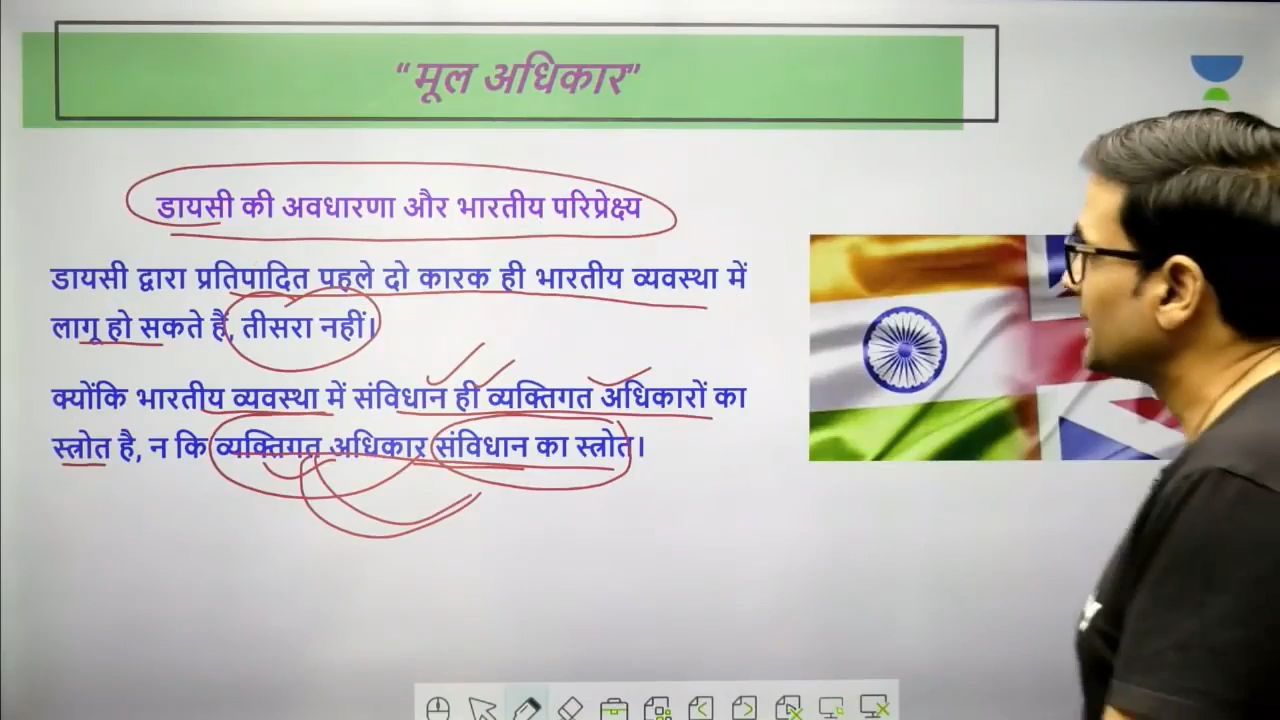 “मूल अधिकार”
डायसी की अवधारणा और भारतीय परिप्रेक्ष्य
डायसी द्वारा प्रतिपादित पहले दो कारक ही भारतीय व्यवस्था में
लागू हो सकते हैं, तीसरा नहीं।
क्योंकि भारतीय व्यवस्था में संविधान ही व्यक्तिगत अधिकारों का
स्त्रोत है, न कि व्यक्तिगत अधिकार संविधान का स्त्रोत।